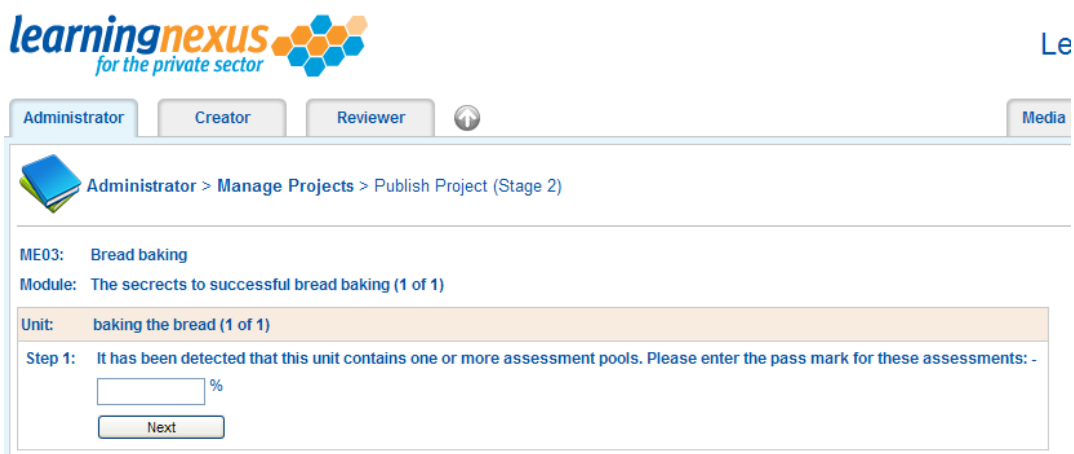 learningnexus
for the private sector
Le
Administrator Creator Reviewer Media
Administrator > Manage Projects > Publish Project (Stage 2)
ME03: Bread baking
Module: The secrects to successful bread baking (1 of 1)
Unit: baking the bread (1 of 1)
Step 1: It has been detected that this unit contains one or more assessment pools. Please enter the pass mark for these assessments: -
%
Next